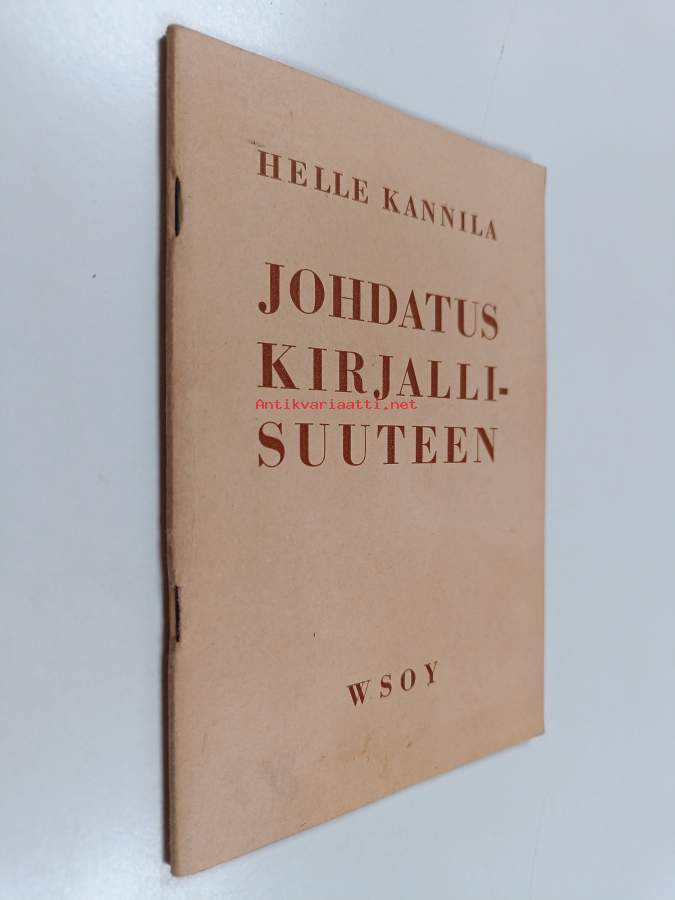 HELLE KANNILA
JOHDATUS
KIRJALLI-
Antikvariaatti.net
SUUTEEN
WSOY